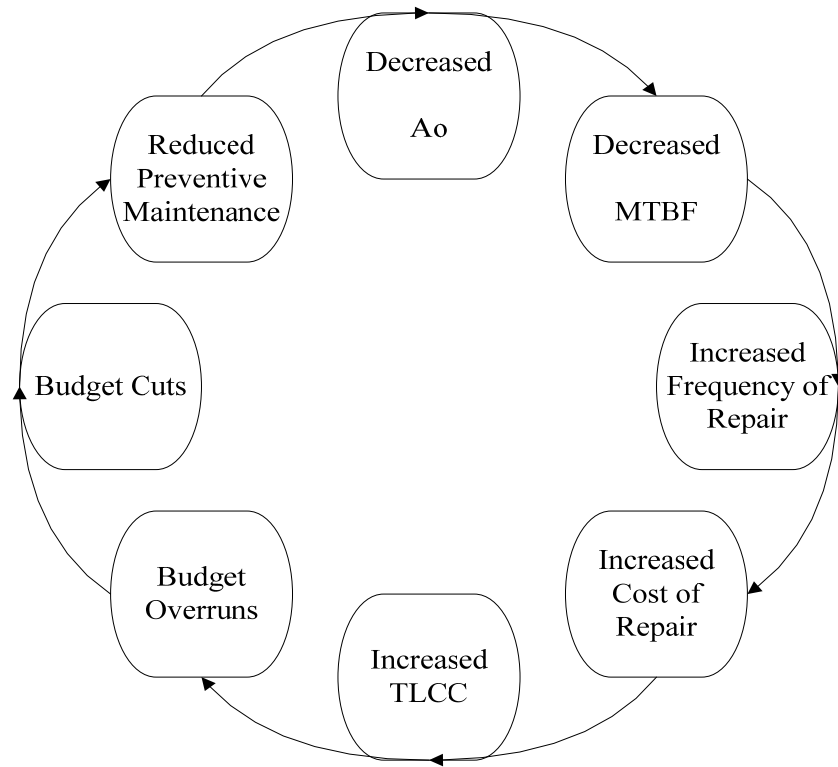 Decreased
Ao
Decreased
MTBF
Increased
Frequency of
Repair
Increased
Cost of
Repair
Increased
TLCC
Budget
Overruns
Budget Cuts
Reduced
Preventive
Maintenance